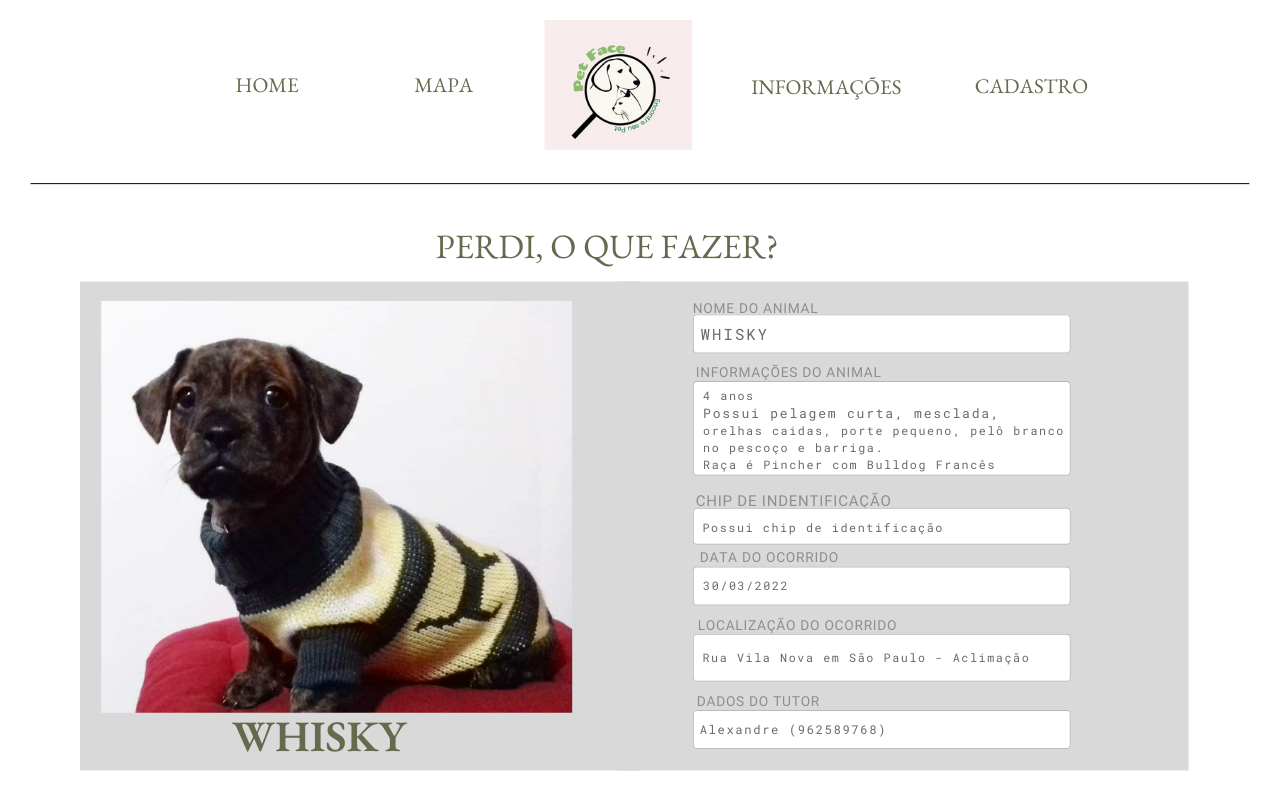 HOME
MAPA
Pet Face
Encontre seu Pet
INFORMAÇÕES
CADASTRO
PERDI, O QUE FAZER?
WHISKY
NOME DO ANIMAL
WHISKY
INFORMAÇÕES DO ANIMAL
4 anos
Possui pelagem curta, mesclada,
orelhas caidas, porte pequeno, pelô branco
no pescoço e barriga.
Raça é Pincher com Bulldog Francês
CHIP DE INDENTIFICAÇÃO
Possui chip de identificação
DATA DO OCORRIDO
30/03/2022
LOCALIZAÇÃO DO OCORRIDO
Rua Vila Nova em São Paulo - Aclimação
DADOS DO TUTOR
Alexandre (962589768)